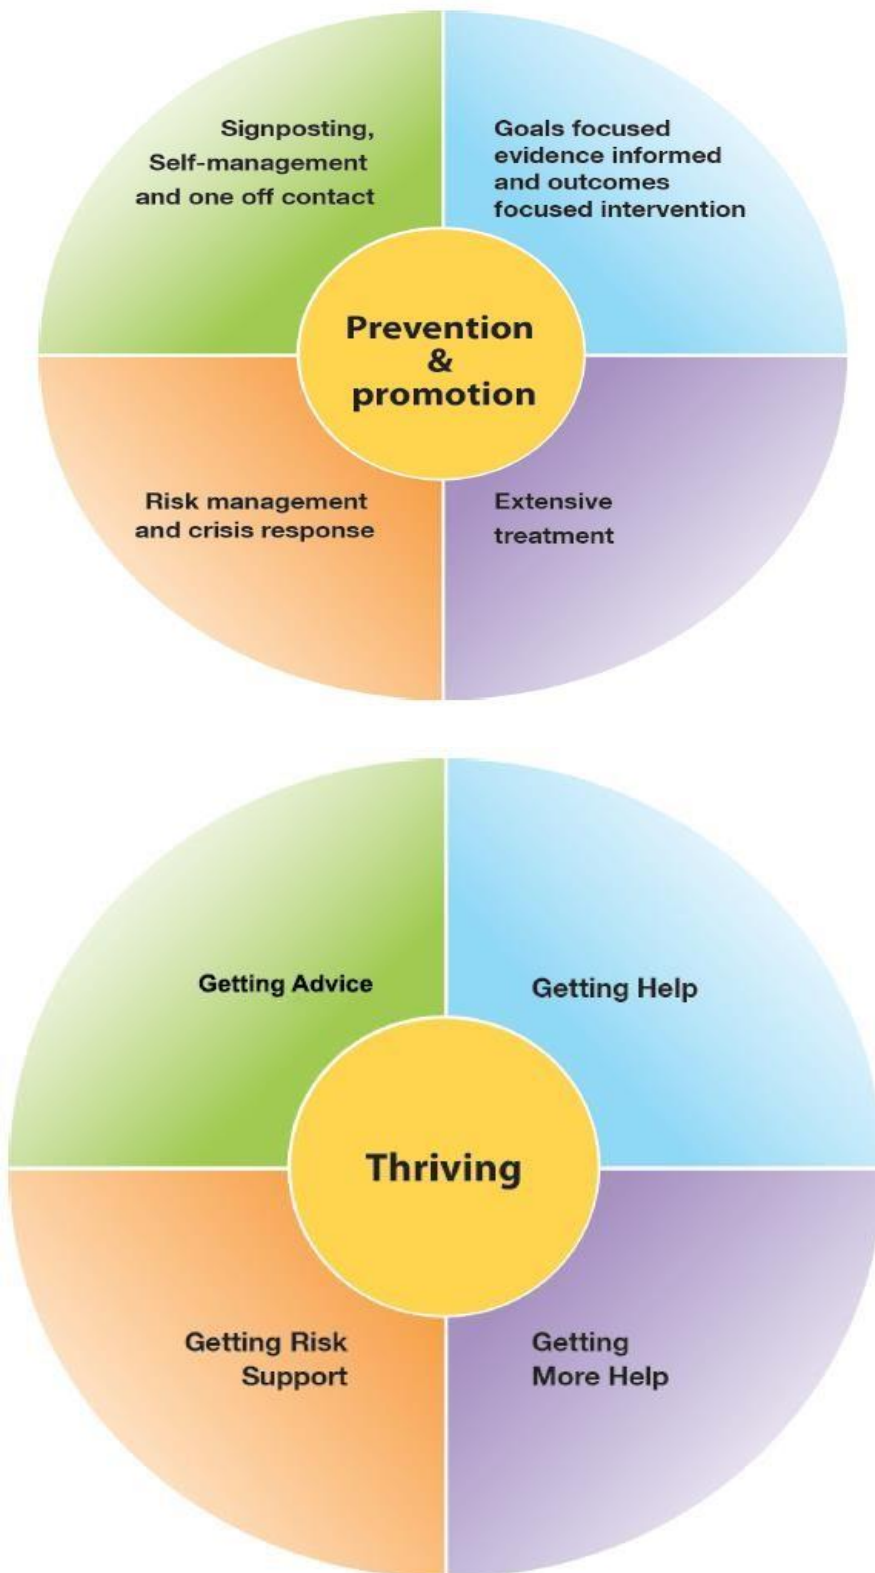 Signposting,
Self-management
and one off contact
Goals focused
evidence informed
and outcomes
focused intervention
Prevention
&
promotion
Risk management
and crisis response
Extensive
treatment
Getting Advice
Getting Help
Thriving
Getting Risk
Support
Getting
More Help